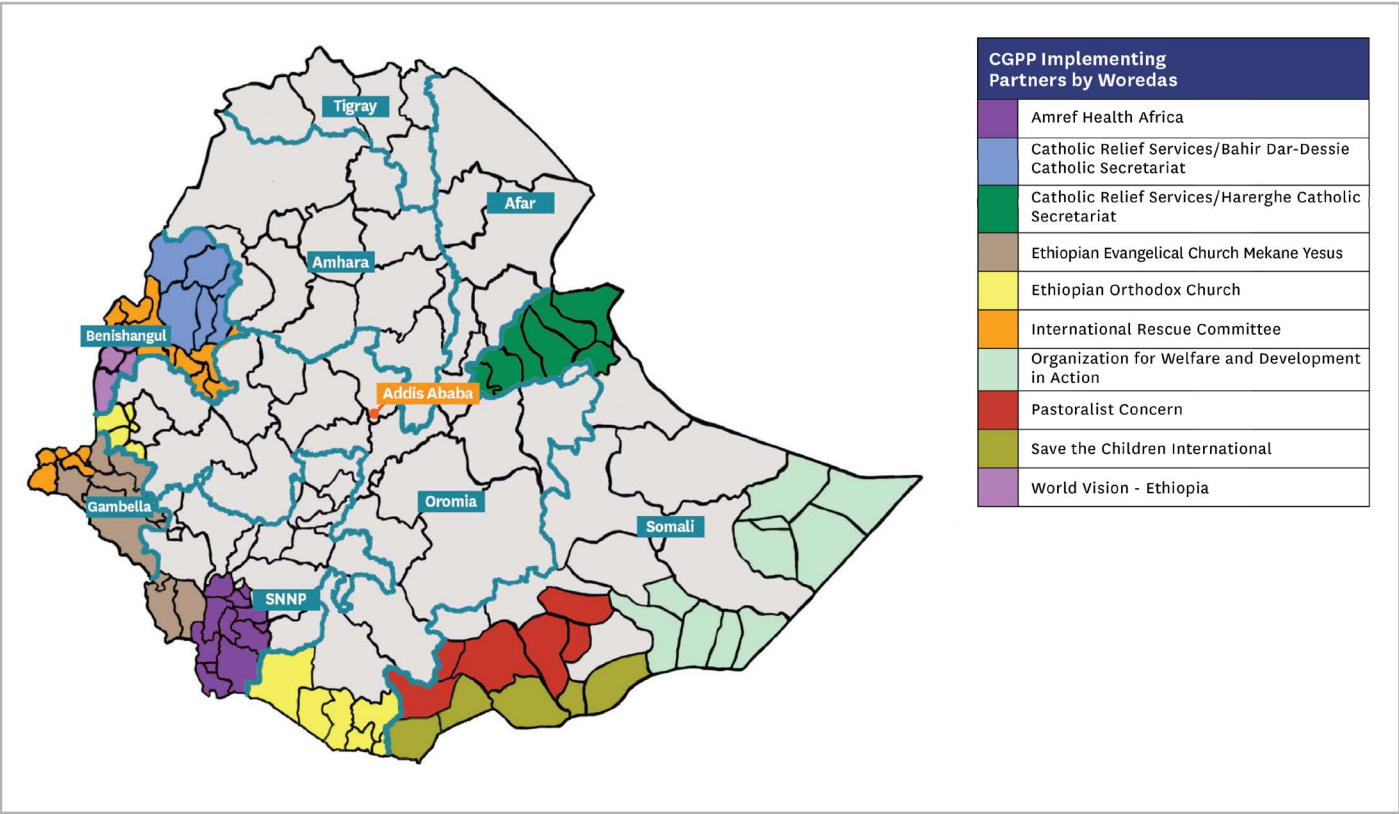 Tigray
Afar
Amhara
Benishangul
Addis Ababa
Oromia
Gambella
Somali
SNNP
CGPP Implementing
Partners by Woredas
Amref Health Africa
Catholic Relief Services/Bahir Dar-Dessie
Catholic Secretariat
Catholic Relief Services/Harerghe Catholic
Secretariat
Ethiopian Evangelical Church Mekane Yesus
Ethiopian Orthodox Church
International Rescue Committee
Organization for Welfare and Development
in Action
Pastoralist Concern
Save the Children International
World Vision - Ethiopia